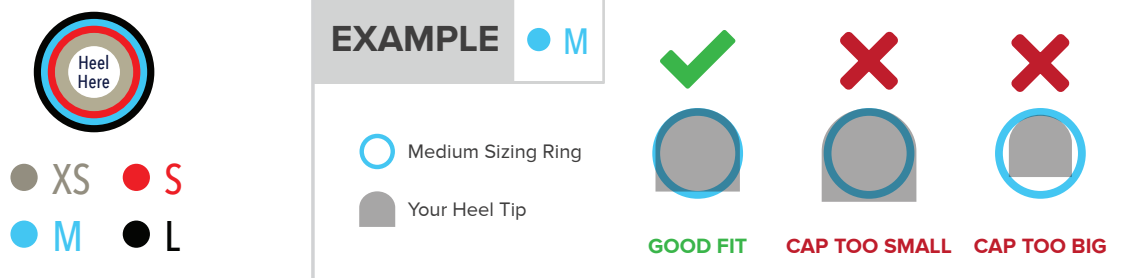 Heel
Here
XS
S
M
L
EXAMPLE
M
Medium Sizing Ring
Your Heel Tip
GOOD FIT
CAP TOO SMALL
CAP TOO BIG